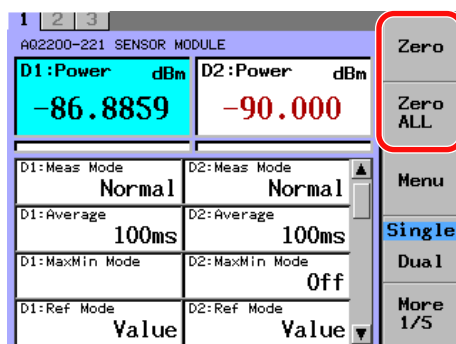 1 2 3
AQ2200-221 SENSOR MODULE
D1:Power dBm
-86.8859
D2:Power dBm
-90.000
D1:Meas Mode
Normal
D2:Meas Mode
Normal
D1:Average
100ms
D2:Average
100ms
D1:MaxMin Mode
D2:MaxMin Mode
Off
D1:Ref Mode
Value
D2:Ref Mode
Value
Zero
Zero
ALL
Menu
Single
Dual
More
1/5